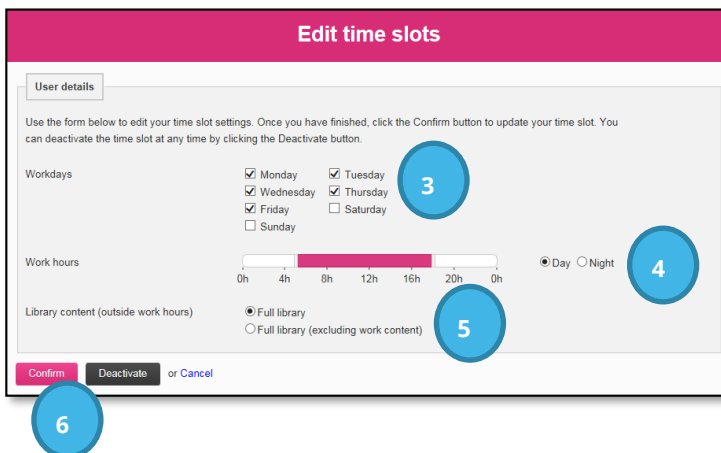 Edit time slots
User details
Use the form below to edit your time slot settings. Once you have finished, click the Confirm button to update your time slot. You
can deactivate the time slot at any time by clicking the Deactivate button.
Workdays
Monday Tuesday
Wednesday Thursday
Friday Saturday
Sunday
3
Work hours
Day Night
4
0h 4h 8h 12h 16h 20h 0h
Library content (outside work hours)
Full library
Full library (excluding work content)
5
Confirm Deactivate or Cancel
6